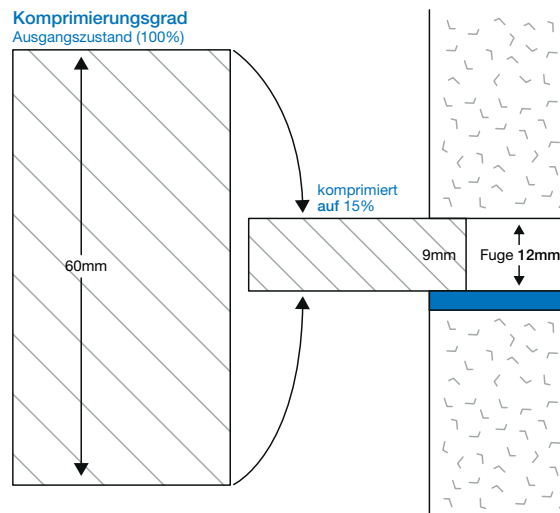 Komprimierungsgrad
Ausgangszustand (100%)
komprimiert
auf 15%
60mm
9mm
Fuge 12mm